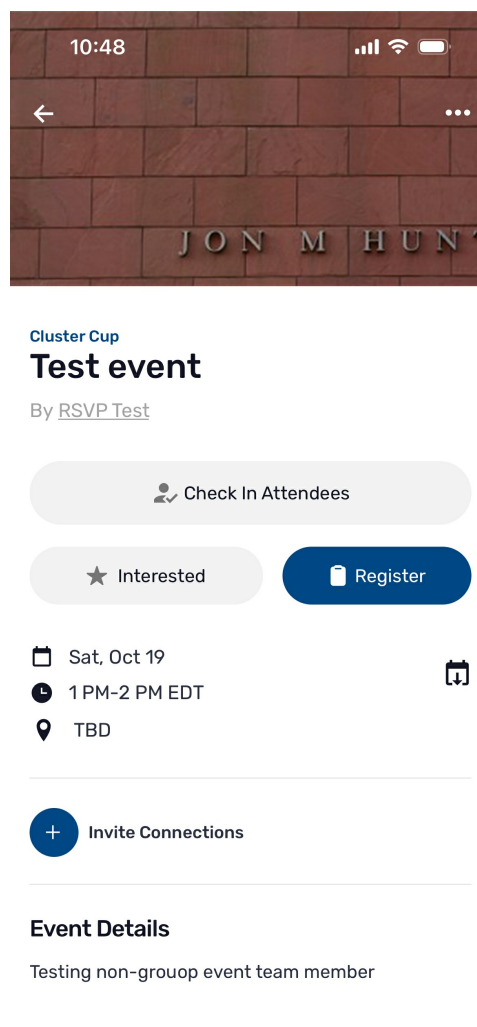 10:48
JON M HUNT
Cluster Cup
Test event
By RSVP Test
Check In Attendees
Interested
Register
Sat, Oct 19
1 PM-2 PM EDT
TBD
Invite Connections
Event Details
Testing non-grouop event team member